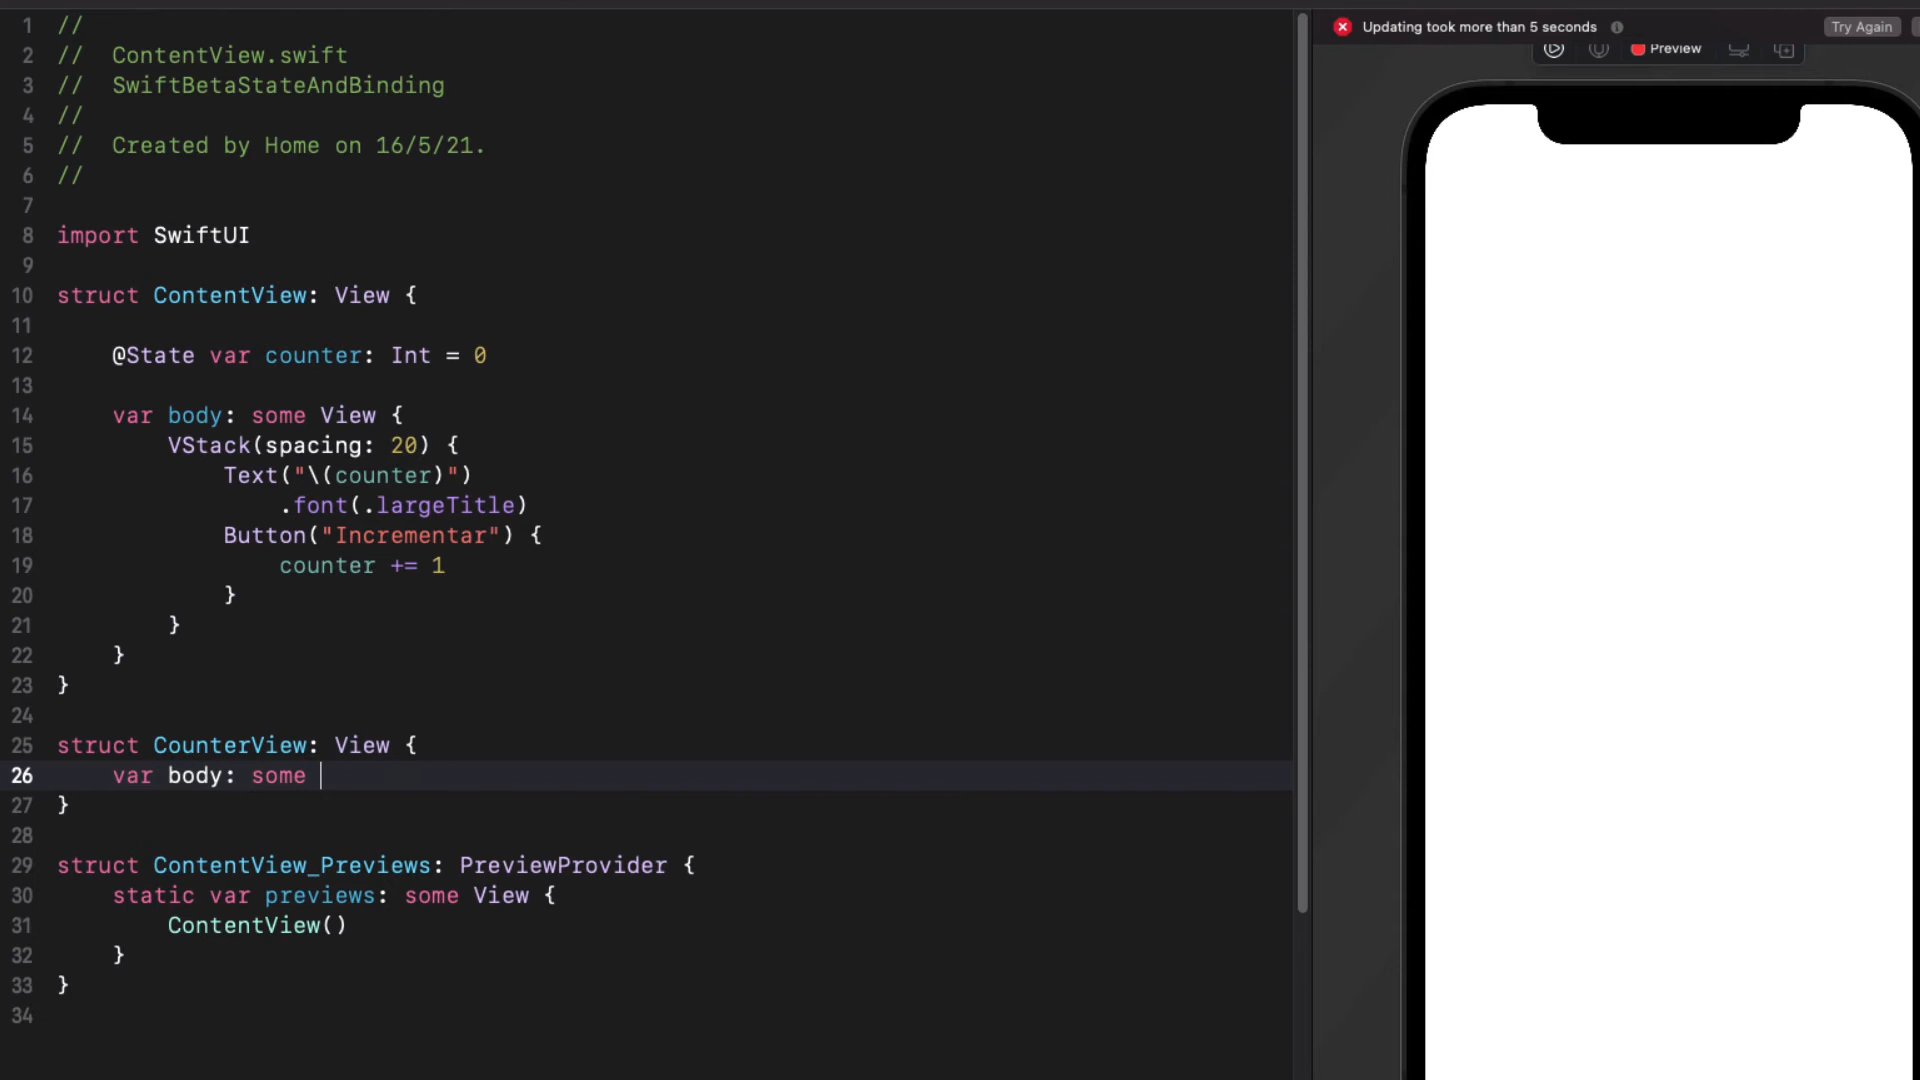 1 //
2 //  ContentView.swift
3 //  SwiftBetaStateAndBinding
4 //
5 //  Created by Home on 16/5/21.
6 //
7
8 import SwiftUI
9
10 struct ContentView: View {
11
12     @State var counter: Int = 0
13
14     var body: some View {
15         VStack(spacing: 20) {
16             Text("\(counter)")
17                 .font(.largeTitle)
18             Button("Incrementar") {
19                 counter += 1
20             }
21         }
22     }
23 }
24
25 struct CounterView: View {
26     var body: some
27 }
28
29 struct ContentView_Previews: PreviewProvider {
30     static var previews: some View {
31         ContentView()
32     }
33 }
34
Updating took more than 5 seconds
Try Again
Preview